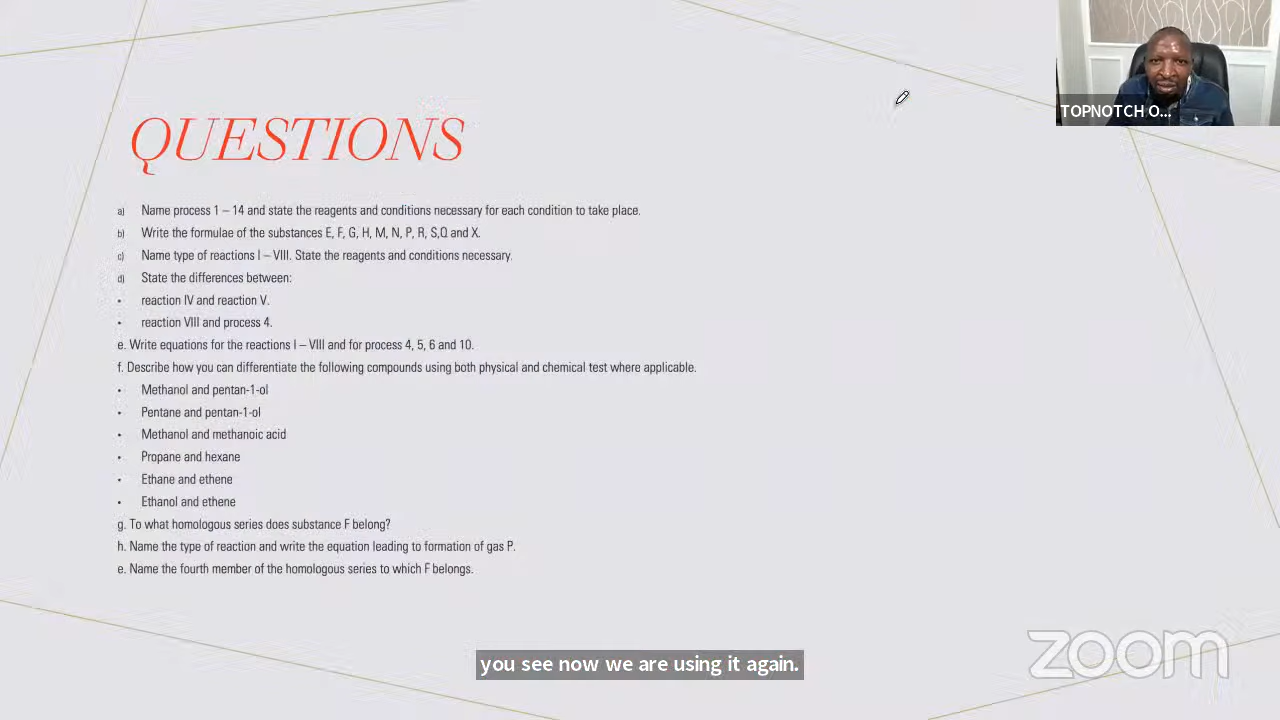 TOPNOTCH O...
QUESTIONS
a) Name process 1 – 14 and state the reagents and conditions necessary for each condition to take place.
b) Write the formulae of the substances E, F, G, H, M, N, P, R, S,Q and X.
c) Name type of reactions I – VIII. State the reagents and conditions necessary.
d) State the differences between:
• reaction IV and reaction V.
• reaction VIII and process 4.
e. Write equations for the reactions I – VIII and for process 4, 5, 6 and 10.
f. Describe how you can differentiate the following compounds using both physical and chemical test where applicable.
• Methanol and pentan-1-ol
• Pentane and pentan-1-ol
• Methanol and methanoic acid
• Propane and hexane
• Ethane and ethene
• Ethanol and ethene
g. To what homologous series does substance F belong?
h. Name the type of reaction and write the equation leading to formation of gas P.
e. Name the fourth member of the homologous series to which F belongs.
you see now we are using it again.
zoom